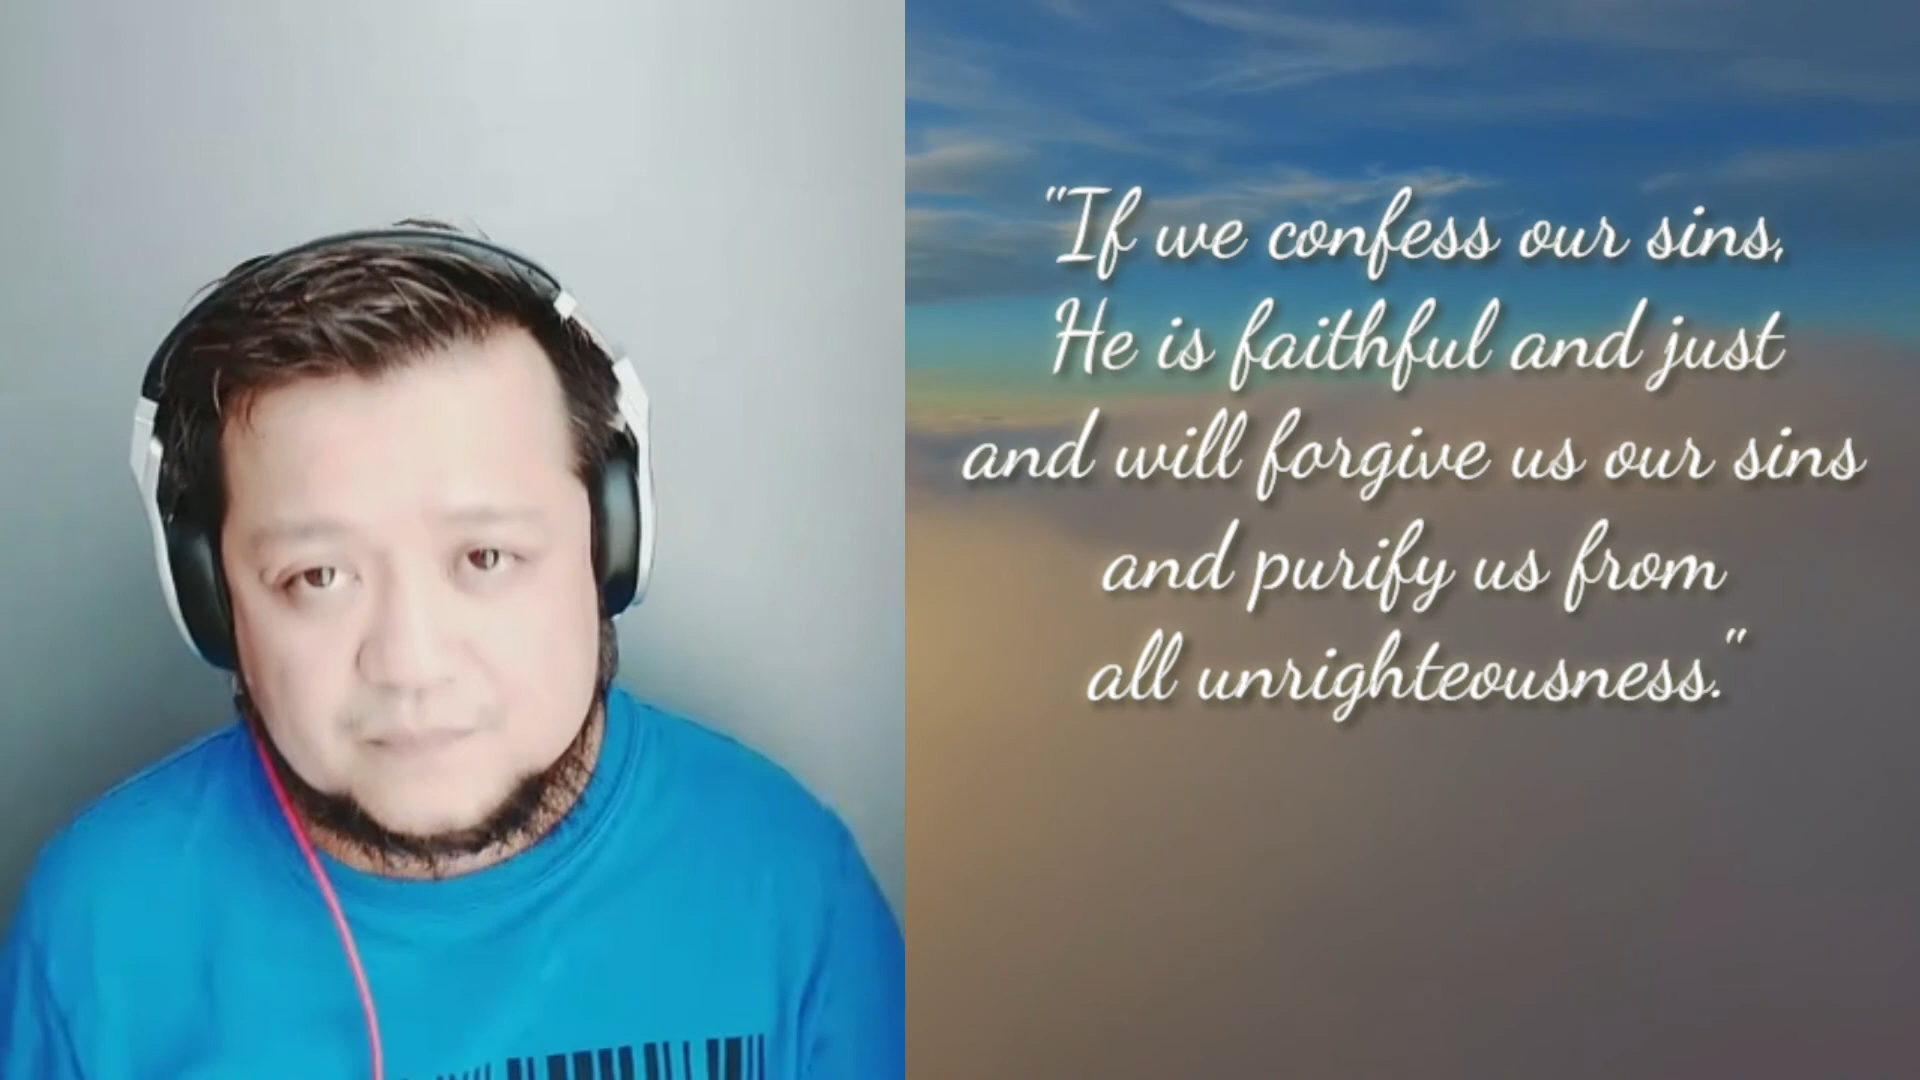 "If we confess our sins,
He is faithful and just
and will forgive us our sins
and purify us from
all unrighteousness."